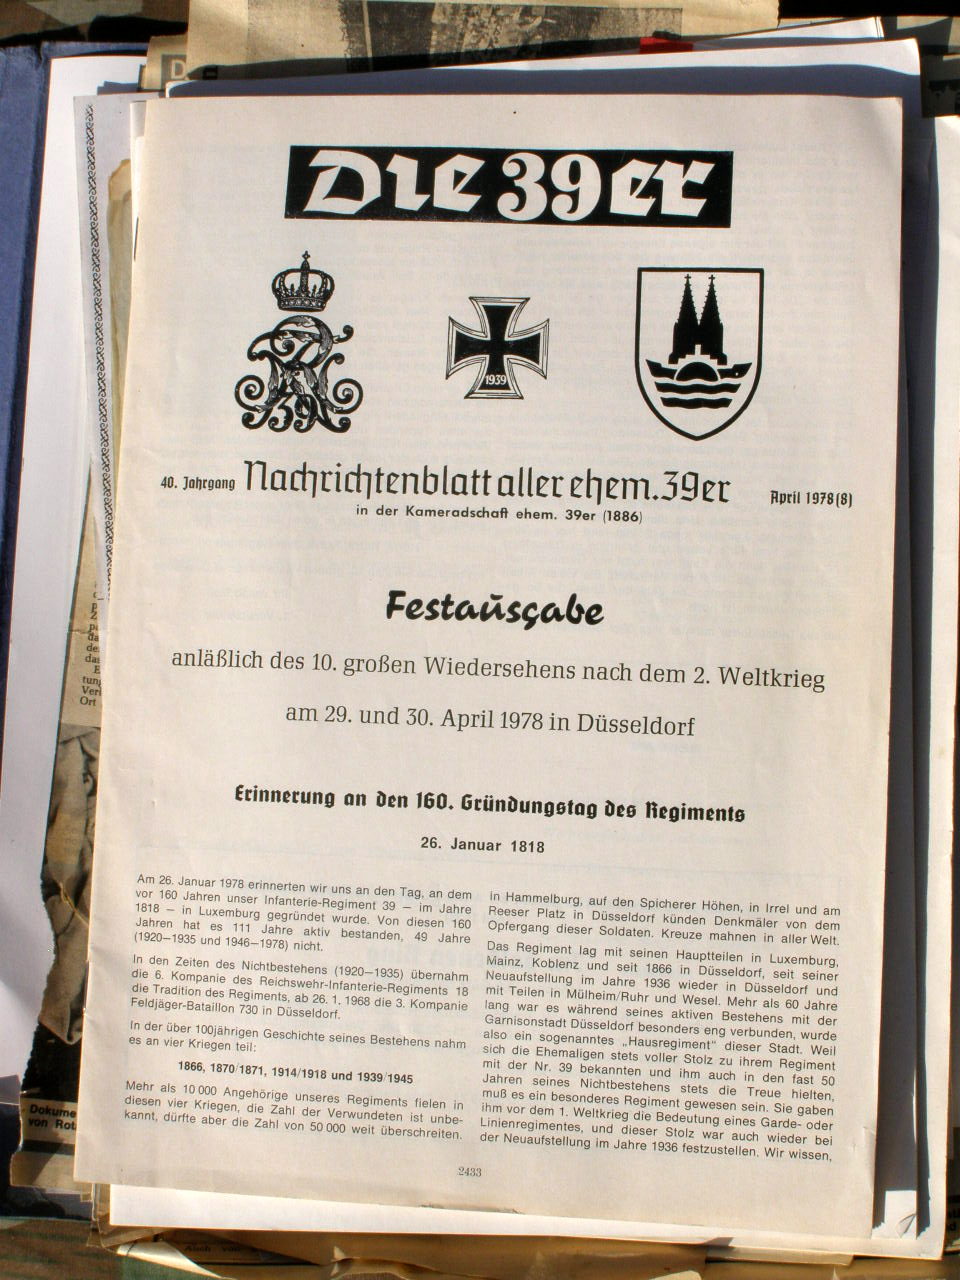 Die 39er
39
1939
40. Jahrgang Nachrichtenblatt aller ehem. 39er April 1978 (8)
in der Kameradschaft ehem. 39er (1886)
Festausgabe
anläßlich des 10. großen Wiedersehens nach dem 2. Weltkrieg
am 29. und 30. April 1978 in Düsseldorf
Erinnerung an den 160. Gründungstag des Regiments
26. Januar 1818
Am 26. Januar 1978 erinnerten wir uns an den Tag, an dem
vor 160 Jahren unser Infanterie-Regiment 39 — im Jahre
1818 — in Luxemburg gegründet wurde. Von diesen 160
Jahren hat es 111 Jahre aktiv bestanden, 49 Jahre
(1920—1935 und 1946—1978) nicht.
In den Zeiten des Nichtbestehens (1920—1935) übernahm
die 6. Kompanie des Reichswehr-Infanterie-Regiments 18
die Tradition des Regiments, ab 26. 1. 1968 die 3. Kompanie
Feldjäger-Bataillon 730 in Düsseldorf.
In der über 100jährigen Geschichte seines Bestehens nahm
es an vier Kriegen teil:
1866, 1870/1871, 1914/1918 und 1939/1945
Mehr als 10 000 Angehörige unseres Regiments fielen in
diesen vier Kriegen, die Zahl der Verwundeten ist unbe-
kannt, dürfte aber die Zahl von 50 000 weit überschreiten.
in Hammelburg, auf den Spicherer Höhen, in Irrel und am
Reeser Platz in Düsseldorf künden Denkmäler von dem
Opfergang dieser Soldaten. Kreuze mahnen in aller Welt.
Das Regiment lag mit seinen Hauptteilen in Luxemburg,
Mainz, Koblenz und seit 1866 in Düsseldorf, seit seiner
Neuaufstellung im Jahre 1936 wieder in Düsseldorf und
mit Teilen in Mülheim/Ruhr und Wesel. Mehr als 60 Jahre
lang war es während seines aktiven Bestehens mit der
Garnisonstadt Düsseldorf besonders eng verbunden, wurde
also ein sogenanntes „Hausregiment" dieser Stadt. Weil
sich die Ehemaligen stets voller Stolz zu ihrem Regiment
mit der Nr. 39 bekannten und ihm auch in den fast 50
Jahren seines Nichtbestehens stets die Treue hielten,
muß es ein besonderes Regiment gewesen sein. Sie gaben
ihm vor dem 1. Weltkrieg die Bedeutung eines Garde- oder
Linienregimentes, und dieser Stolz war auch wieder bei
der Neuaufstellung im Jahre 1936 festzustellen. Wir wissen,
2433
Dokume
von Rot